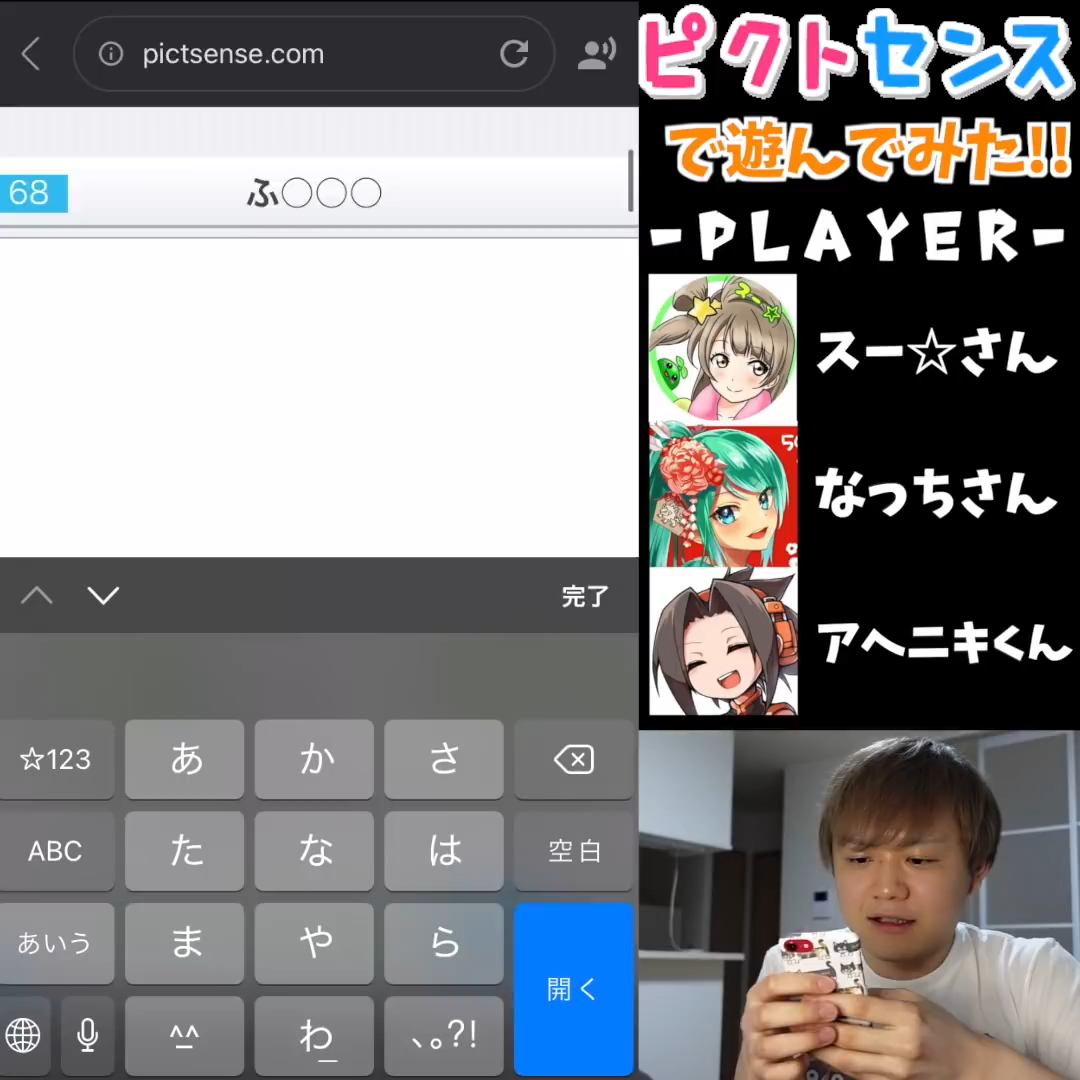 pictsense.com
68
ふ○○○
完了
☆123
あ
か
さ
ABC
た
な
は
空白
あいう
ま
や
ら
開く
^^
わ_
、。?!
ピクトセンス
で遊んでみた!!
-PLAYER-
スー☆さん
50
なっちさん
アヘニキくん